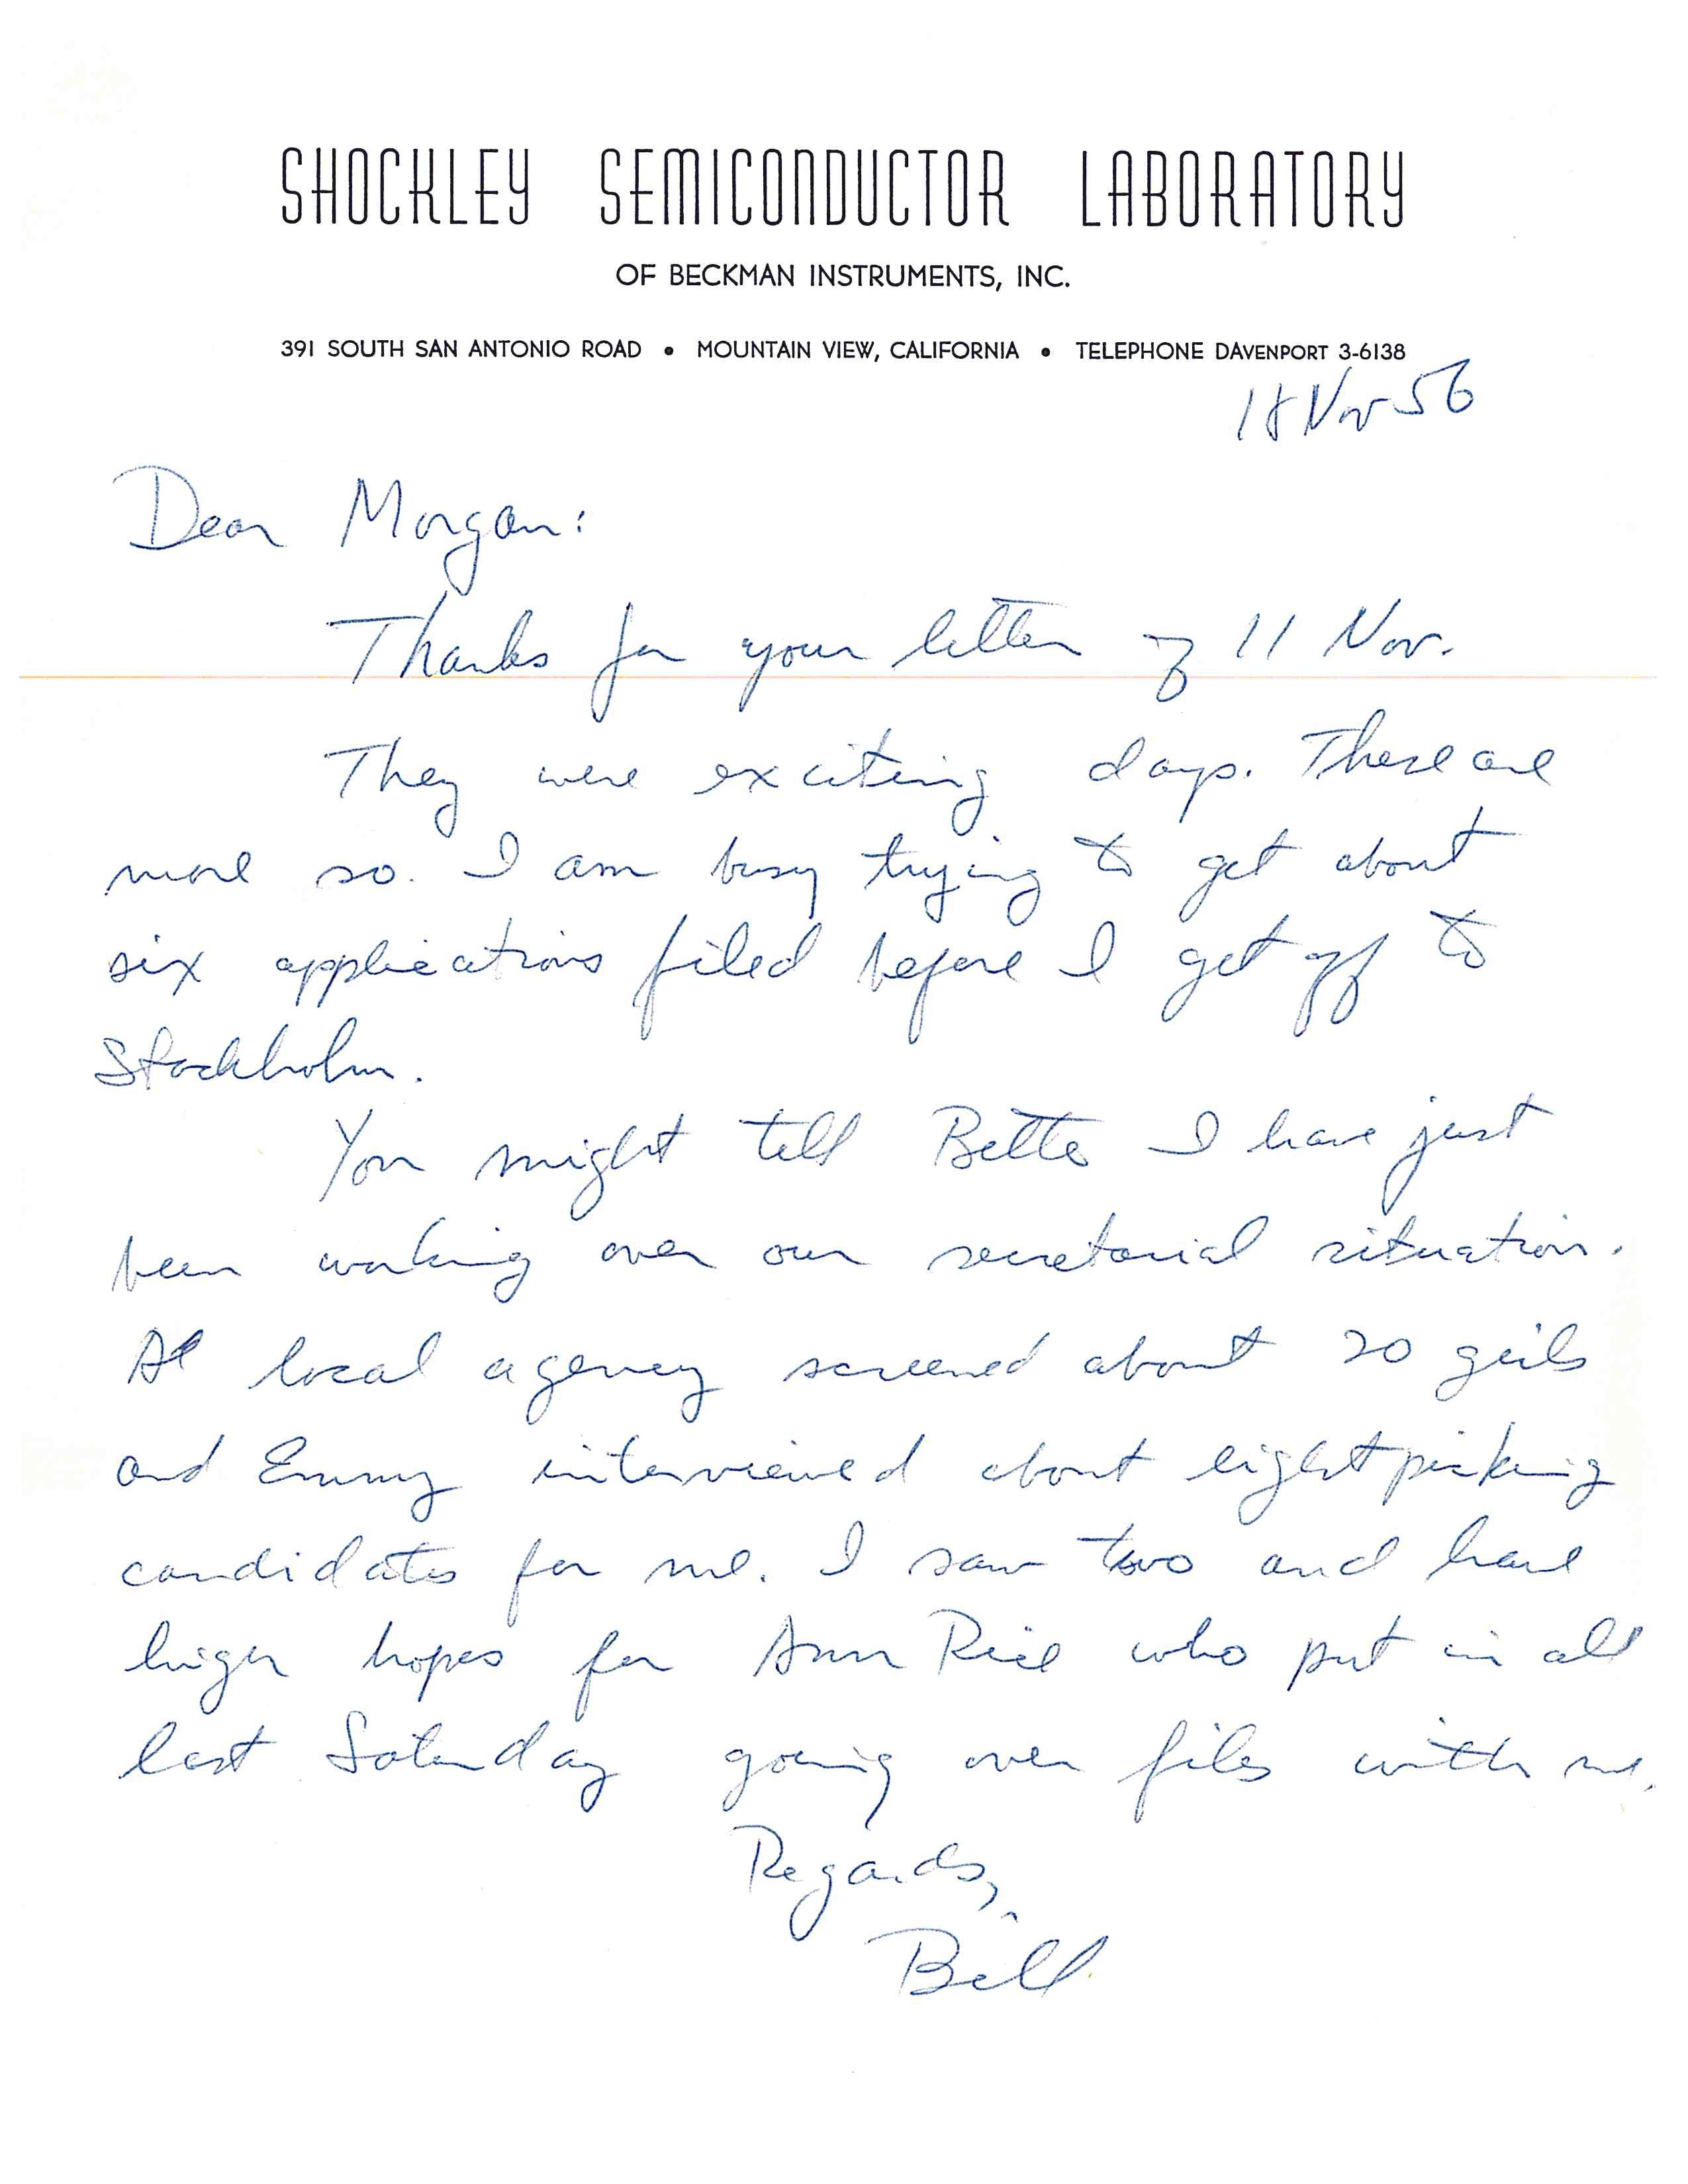 SHOCKLEY SEMICONDUCTOR LABORATORY
OF BECKMAN INSTRUMENTS, INC.
391 SOUTH SAN ANTONIO ROAD • MOUNTAIN VIEW, CALIFORNIA • TELEPHONE DAVENPORT 3-6138
18 Nov 56
Dear Morgan:
Thanks for your letter of 11 Nov.
They were exciting days. These are
more so. I am busy trying to get about
six applications filed before I get off to
Stockholm.
You might tell Bette I have just
been working over our secretarial situation.
local agency screened about 20 girls
and Emmy interviewed about eight picking
candidates for me. I saw two and have
higer hopes for Ann Rice who put in all
last Saturday going over files with me.
Regards,
Bill